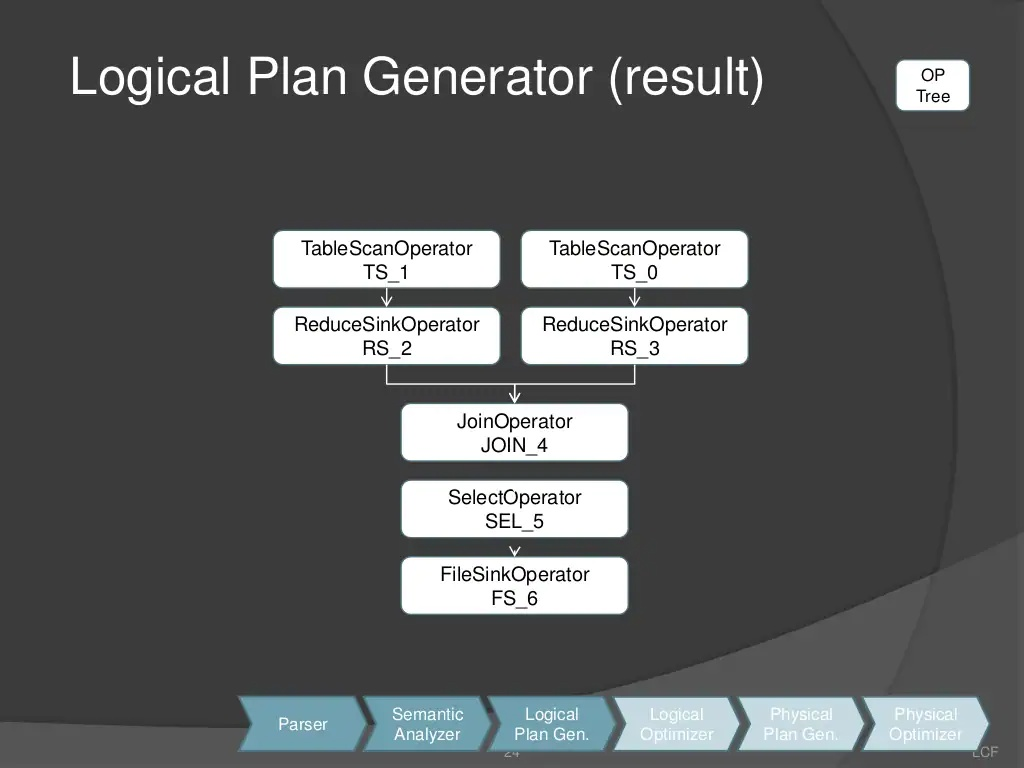 Logical Plan Generator (result)
OP
Tree
TableScanOperator
TS_1
TableScanOperator
TS_0
ReduceSinkOperator
RS_2
ReduceSinkOperator
RS_3
JoinOperator
JOIN_4
SelectOperator
SEL_5
FileSinkOperator
FS_6
Parser
Semantic
Analyzer
Logical
Plan Gen.
Logical
Optimizer
Physical
Plan Gen.
Physical
Optimizer
24